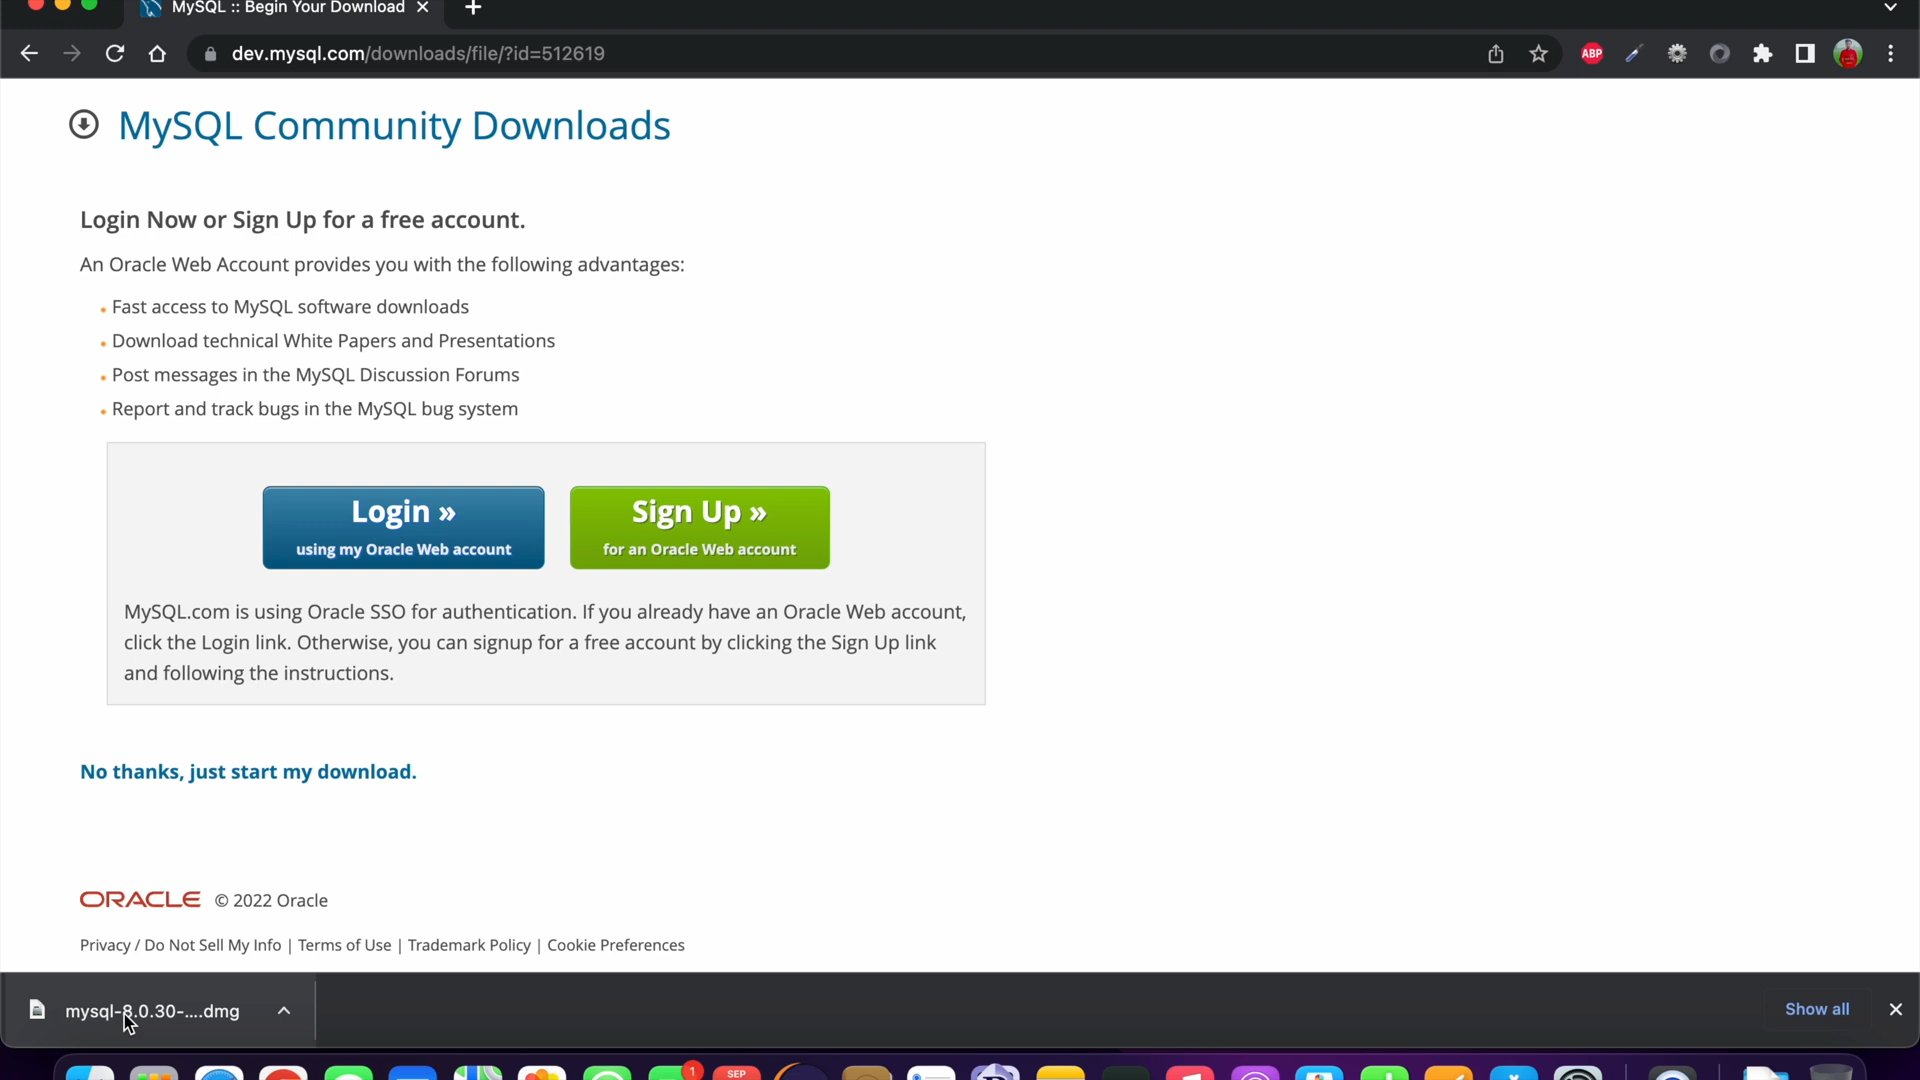 MySQL :: Begin Your Download
dev.mysql.com/downloads/file/?id=512619
ABP
MySQL Community Downloads
Login Now or Sign Up for a free account.
An Oracle Web Account provides you with the following advantages:
Fast access to MySQL software downloads
Download technical White Papers and Presentations
Post messages in the MySQL Discussion Forums
Report and track bugs in the MySQL bug system
Login »
using my Oracle Web account
Sign Up »
for an Oracle Web account
MySQL.com is using Oracle SSO for authentication. If you already have an Oracle Web account,
click the Login link. Otherwise, you can signup for a free account by clicking the Sign Up link
and following the instructions.
No thanks, just start my download.
ORACLE © 2022 Oracle
Privacy / Do Not Sell My Info | Terms of Use | Trademark Policy | Cookie Preferences
mysql-8.0.30-....dmg
Show all
1
SEP